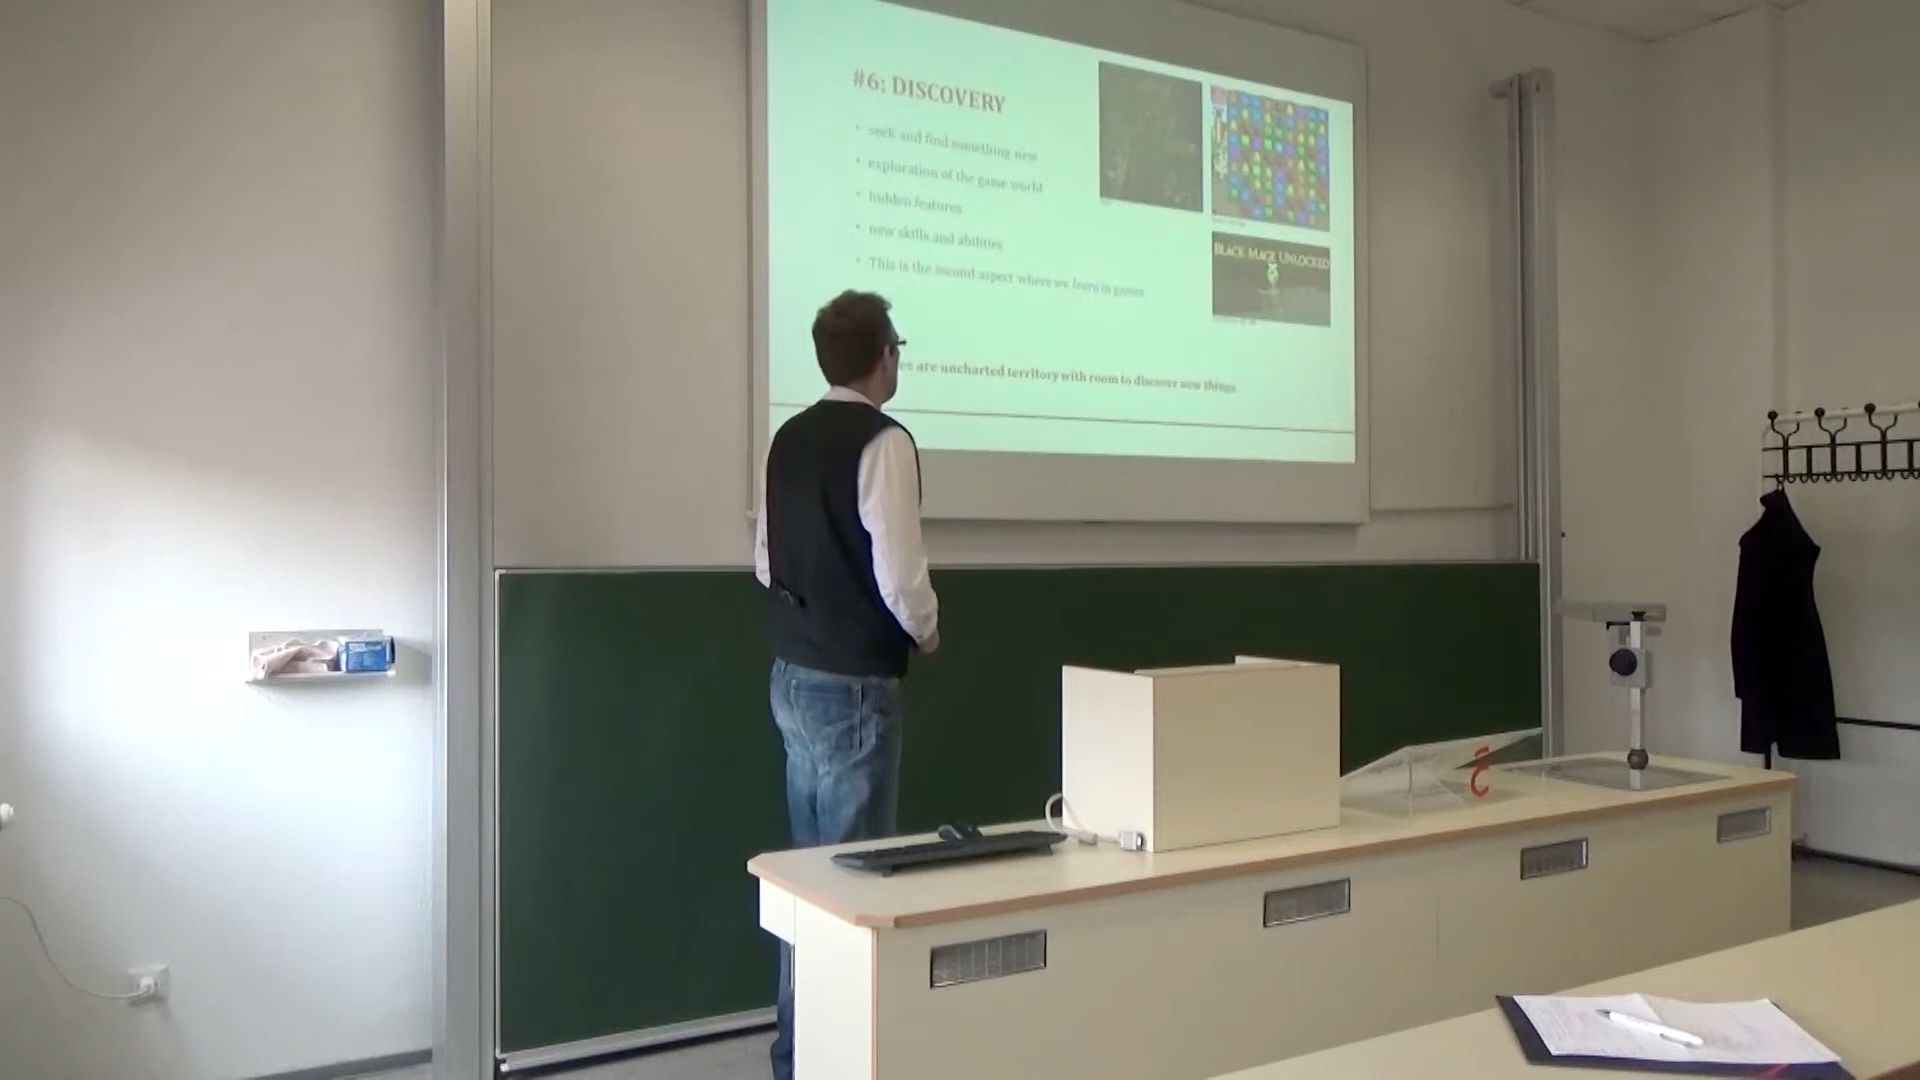 #6: DISCOVERY
• seek and find something new
• exploration of the game world
• hidden features
• new skills and abilities
• This is the second aspect where we learn in games
are uncharted territory with room to discover new things.
BLACK MAGE UNLOCKED